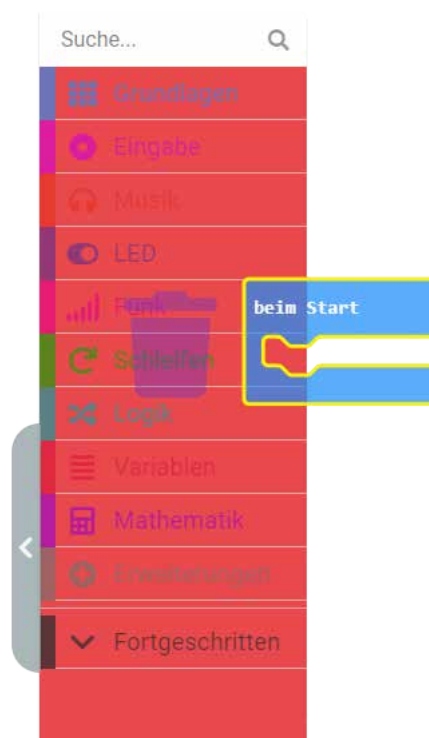 Suche...
Grundlagen
Eingabe
Musik
LED
Funk
beim Start
Schleifen
Logik
Variablen
Mathematik
Erweiterungen
Fortgeschritten